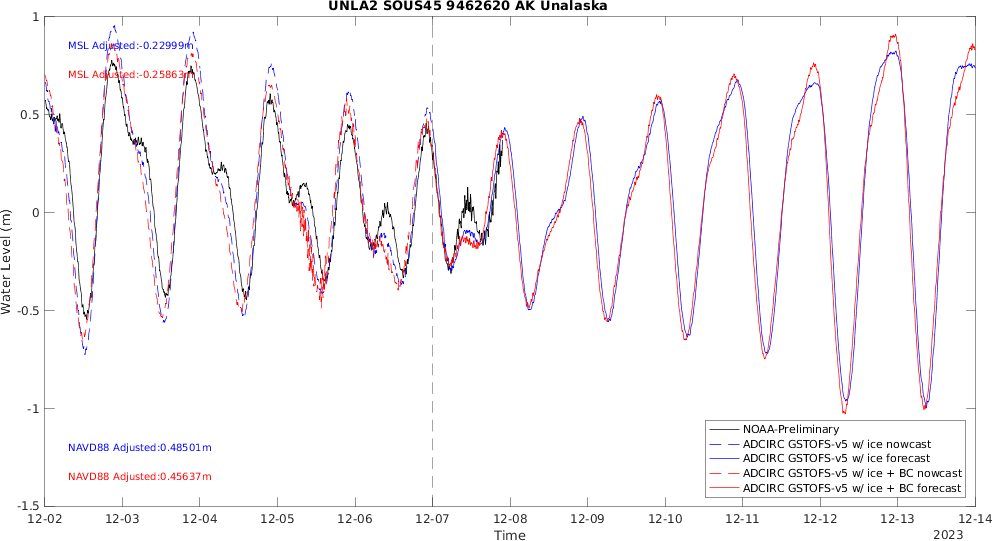 UNLA2 SOUS45 9462620 AK Unalaska
1
MSL Adjusted:-0.22999m
MSL Adjusted:-0.25863m
0.5
0
Water Level (m)
-0.5
-1
NAVD88 Adjusted:0.48501m
NAVD88 Adjusted:0.45637m
NOAA-Preliminary
ADCIRC GSTOFS-v5 w/ ice nowcast
ADCIRC GSTOFS-v5 w/ ice forecast
ADCIRC GSTOFS-v5 w/ ice + BC nowcast
ADCIRC GSTOFS-v5 w/ ice + BC forecast
-1.5
12-02 12-03 12-04 12-05 12-06 12-07 12-08 12-09 12-10 12-11 12-12 12-13 12-14
Time
2023